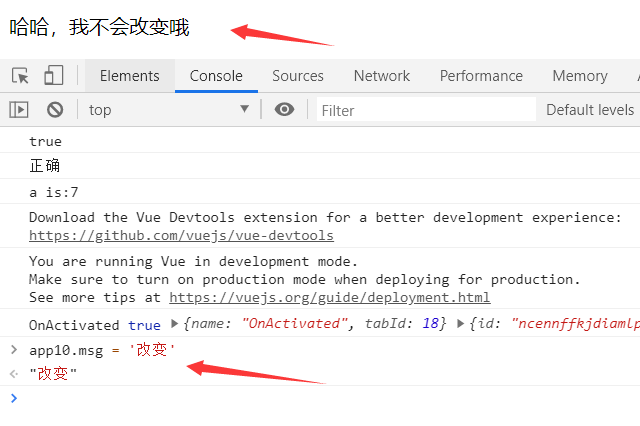 哈哈，我不会改变哦
Elements Console Sources Network Performance Memory
top Filter Default levels
true
正确
a is:7
Download the Vue Devtools extension for a better development experience:
https://github.com/vuejs/vue-devtools
You are running Vue in development mode.
Make sure to turn on production mode when deploying for production.
See more tips at https://vuejs.org/guide/deployment.html
OnActivated true ▶{name: "OnActivated", tabId: 18} ▶{id: "ncennffkjdiamlp
> app10.msg = '改变'
"改变"
>